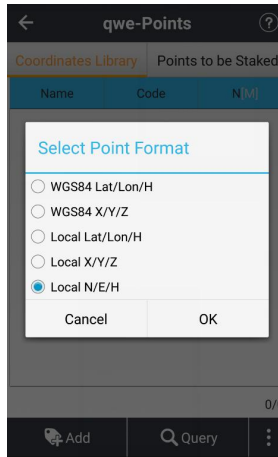 qwe-Points
?
Coordinates Library
Points to be Staked
Name
Code
N[M]
Select Point Format
WGS84 Lat/Lon/H
WGS84 X/Y/Z
Local Lat/Lon/H
Local X/Y/Z
Local N/E/H
Cancel
OK
0/
Add
Query